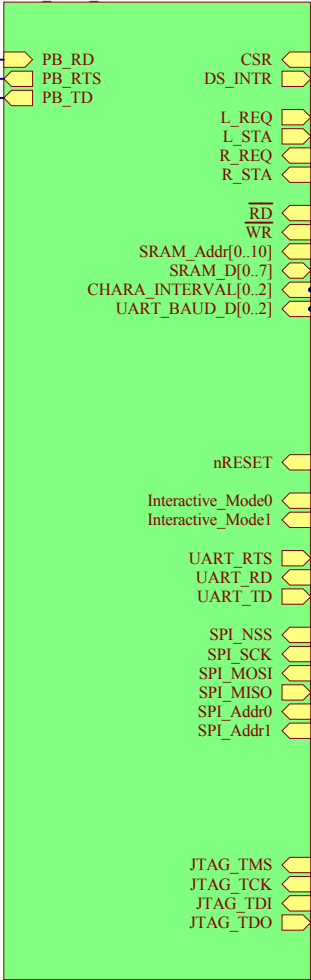 PB_RD
PB_RTS
PB_TD
CSR
DS_INTR
L_REQ
L_STA
R_REQ
R_STA
RD
WR
SRAM_Addr[0..10]
SRAM_D[0..7]
CHARA_INTERVAL[0..2]
UART_BAUD_D[0..2]
nRESET
Interactive_Mode0
Interactive_Mode1
UART_RTS
UART_RD
UART_TD
SPI_NSS
SPI_SCK
SPI_MOSI
SPI_MISO
SPI_Addr0
SPI_Addr1
JTAG_TMS
JTAG_TCK
JTAG_TDI
JTAG_TDO